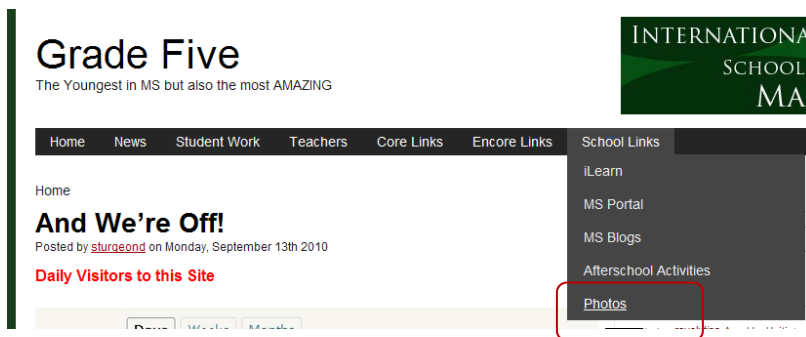 Grade Five
The Youngest in MS but also the most AMAZING
INTERNATIONA
SCHOOL
MA
Home News Student Work Teachers Core Links Encore Links School Links
iLearn
MS Portal
MS Blogs
Afterschool Activities
Photos
Home
And We're Off!
Posted by sturgeond on Monday, September 13th 2010
Daily Visitors to this Site
Days Weeks Months